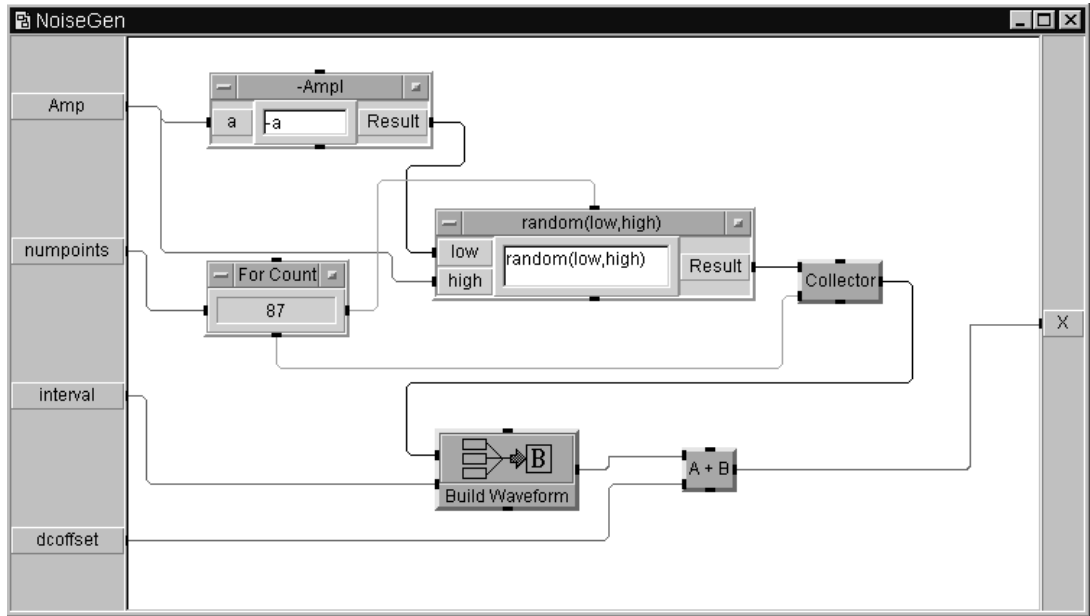 NoiseGen
-Ampl
Amp
a
-a
Result
random(low,high)
numpoints
low
random(low,high)
Result
high
For Count
Collector
87
X
interval
B
A + B
Build Waveform
dcoffset